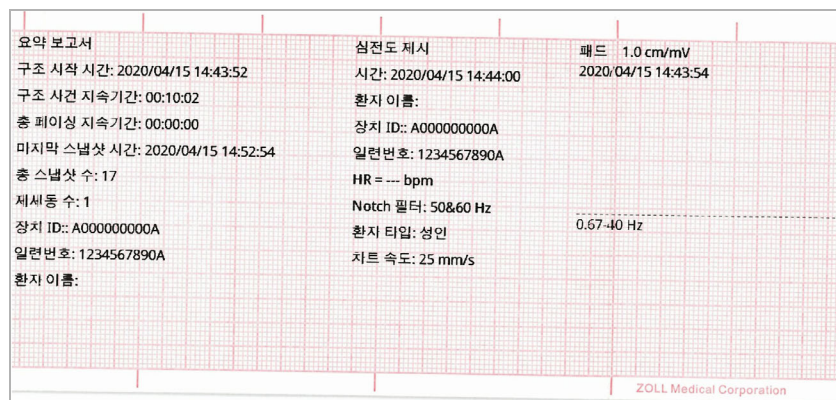 요약 보고서
구조 시작 시간: 2020/04/15 14:43:52
구조 사건 지속기간: 00:10:02
총 페이싱 지속기간: 00:00:00
마지막 스냅샷 시간: 2020/04/15 14:52:54
총 스냅샷 수: 17
제세동 수: 1
장치 ID:: A000000000A
일련번호: 1234567890A
환자 이름:
심전도 제시
시간: 2020/04/15 14:44:00
환자 이름:
장치 ID:: A000000000A
일련번호: 1234567890A
HR = --- bpm
Notch 필터: 50&60 Hz
환자 타입: 성인
차트 속도: 25 mm/s
패드 1.0 cm/mV
2020/04/15 14:43:54
0.67-40 Hz
ZOLL Medical Corporation